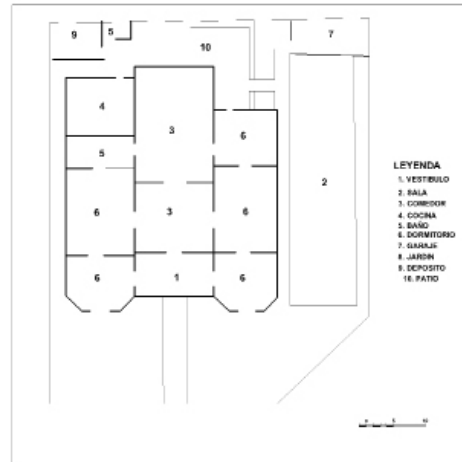 9 5 7
10
4 3 6
5
2
6 3 6
6 1 6
LEYENDA
1. VESTIBULO
2. SALA
3. COMEDOR
4. COCINA
5. BAÑO
6. DORMITORIO
7. GARAJE
8. JARDIN
9. DEPOSITO
10. PATIO